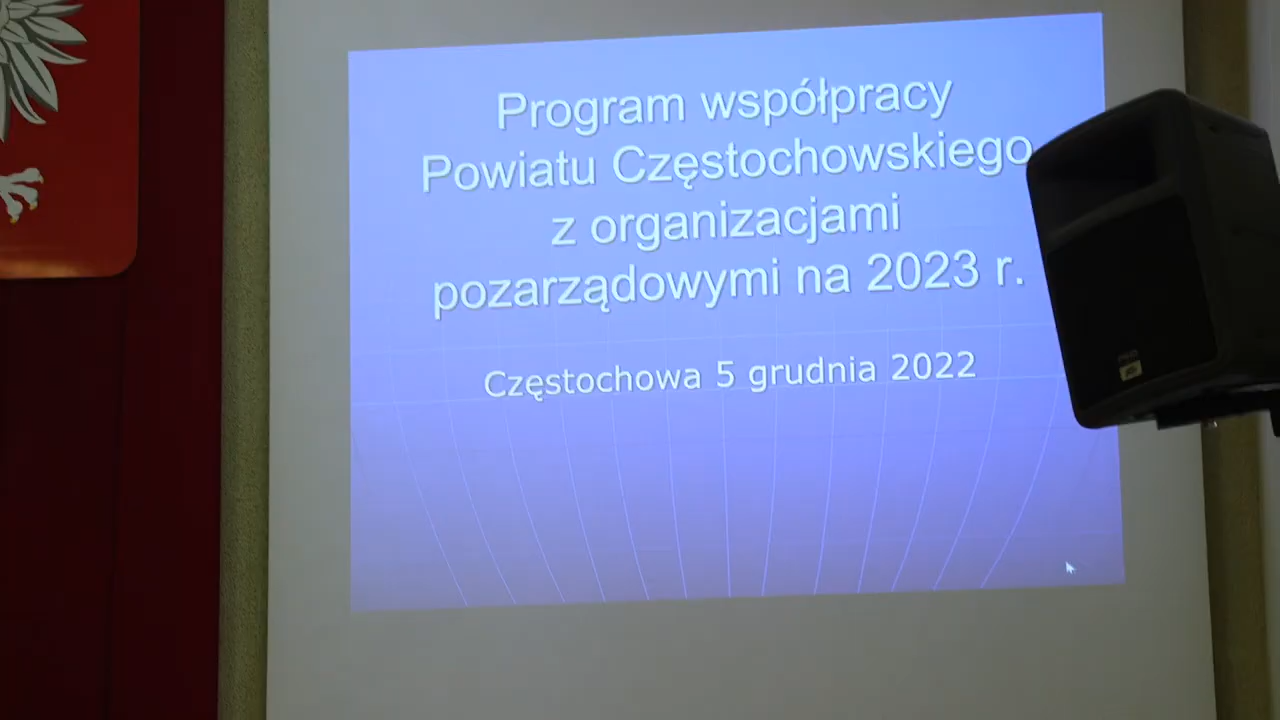 Program współpracy
Powiatu Częstochowskiego
z organizacjami
pozarządowymi na 2023 r.
Częstochowa 5 grudnia 2022